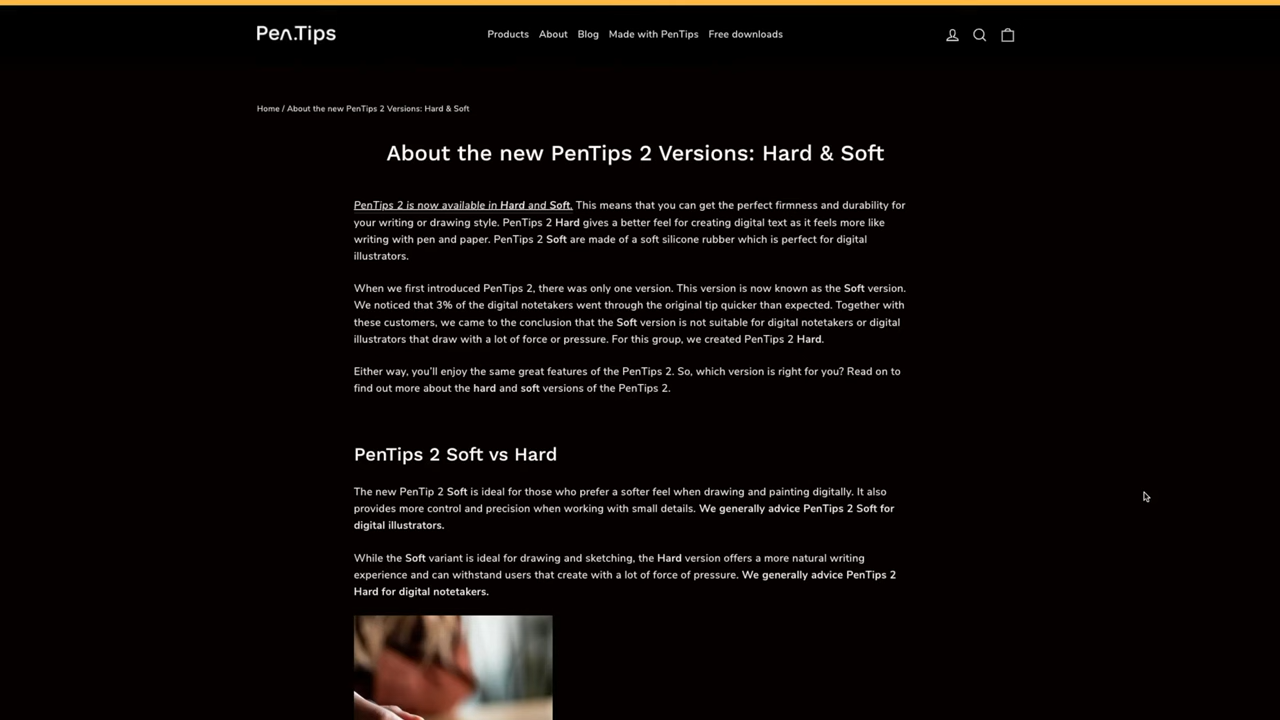 Pen.Tips
Products About Blog Made with PenTips Free downloads
Home / About the new PenTips 2 Versions: Hard & Soft
About the new PenTips 2 Versions: Hard & Soft
PenTips 2 is now available in Hard and Soft. This means that you can get the perfect firmness and durability for
your writing or drawing style. PenTips 2 Hard gives a better feel for creating digital text as it feels more like
writing with pen and paper. PenTips 2 Soft are made of a soft silicone rubber which is perfect for digital
illustrators.
When we first introduced PenTips 2, there was only one version. This version is now known as the Soft version.
We noticed that 3% of the digital notetakers went through the original tip quicker than expected. Together with
these customers, we came to the conclusion that the Soft version is not suitable for digital notetakers or digital
illustrators that draw with a lot of force or pressure. For this group, we created PenTips 2 Hard.
Either way, you'll enjoy the same great features of the PenTips 2. So, which version is right for you? Read on to
find out more about the hard and soft versions of the PenTips 2.
PenTips 2 Soft vs Hard
The new PenTip 2 Soft is ideal for those who prefer a softer feel when drawing and painting digitally. It also
provides more control and precision when working with small details. We generally advice PenTips 2 Soft for
digital illustrators.
While the Soft variant is ideal for drawing and sketching, the Hard version offers a more natural writing
experience and can withstand users that create with a lot of force of pressure. We generally advice PenTips 2
Hard for digital notetakers.